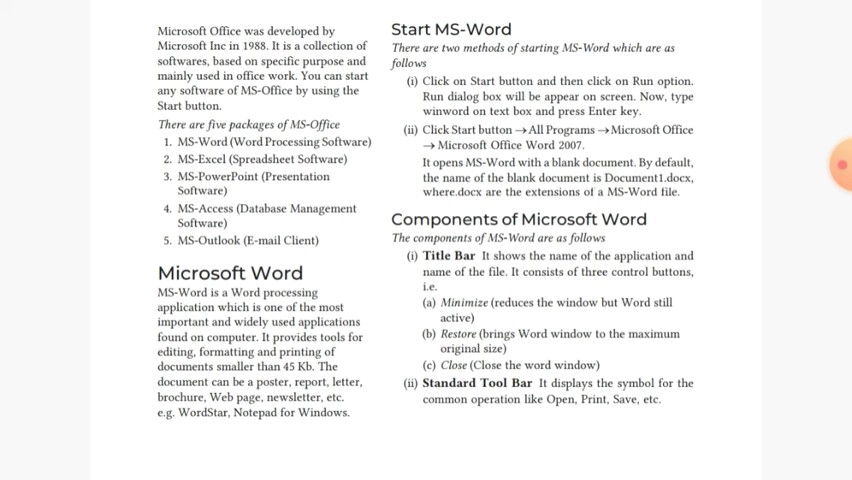 Microsoft Office was developed by
Microsoft Inc in 1988. It is a collection of
softwares, based on specific purpose and
mainly used in office work. You can start
any software of MS-Office by using the
Start button.
There are five packages of MS-Office
1. MS-Word (Word Processing Software)
2. MS-Excel (Spreadsheet Software)
3. MS-PowerPoint (Presentation
Software)
4. MS-Access (Database Management
Software)
5. MS-Outlook (E-mail Client)
Microsoft Word
MS-Word is a Word processing
application which is one of the most
important and widely used applications
found on computer. It provides tools for
editing, formatting and printing of
documents smaller than 45 Kb. The
document can be a poster, report, letter,
brochure, Web page, newsletter, etc.
e.g. WordStar, Notepad for Windows.
Start MS-Word
There are two methods of starting MS-Word which are as
follows
(i) Click on Start button and then click on Run option.
Run dialog box will be appear on screen. Now, type
winword on text box and press Enter key.
(ii) Click Start button →All Programs →Microsoft Office
→ Microsoft Office Word 2007.
It opens MS-Word with a blank document. By default,
the name of the blank document is Document1.docx,
where.docx are the extensions of a MS-Word file.
Components of Microsoft Word
The components of MS-Word are as follows
(i) Title Bar It shows the name of the application and
name of the file. It consists of three control buttons,
i.e.
(a) Minimize (reduces the window but Word still
active)
(b) Restore (brings Word window to the maximum
original size)
(c) Close (Close the word window)
(ii) Standard Tool Bar It displays the symbol for the
common operation like Open, Print, Save, etc.